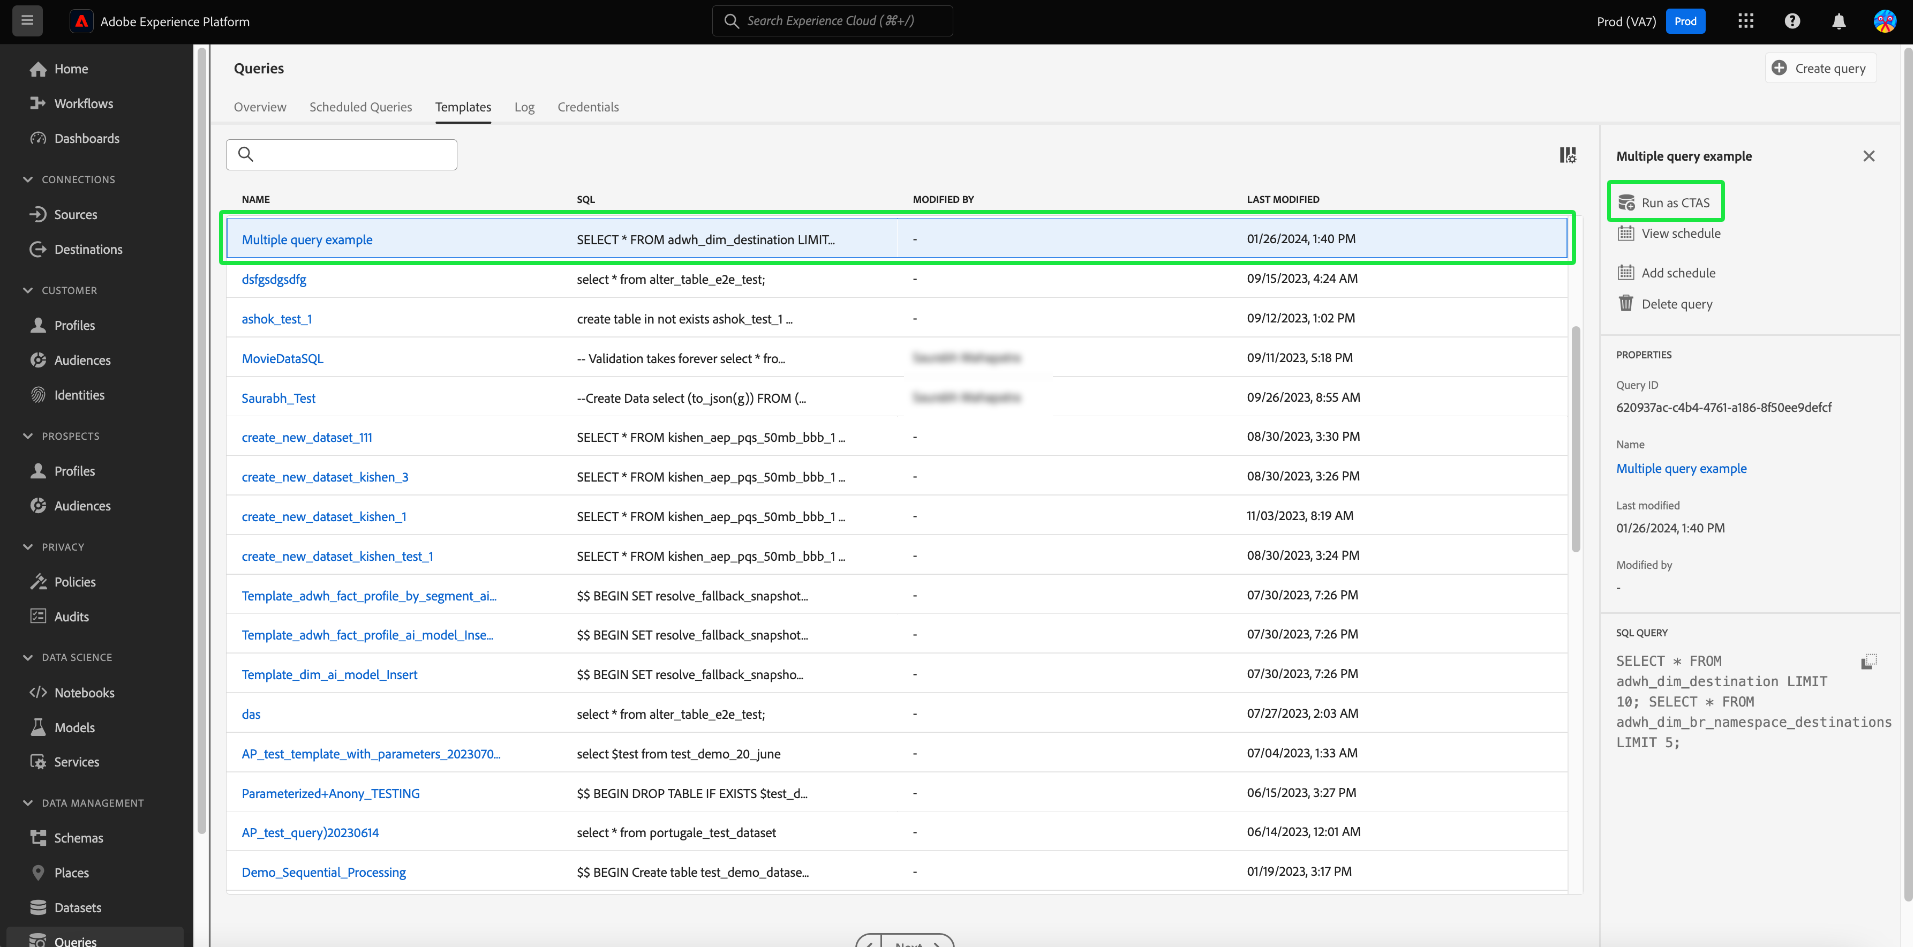 Adobe Experience Platform
Search Experience Cloud (⌘+/)
Prod (VA7)
Prod
Home
Workflows
Dashboards
CONNECTIONS
Sources
Destinations
CUSTOMER
Profiles
Audiences
Identities
PROSPECTS
Profiles
Audiences
PRIVACY
Policies
Audits
DATA SCIENCE
Notebooks
Models
Services
DATA MANAGEMENT
Schemas
Places
Datasets
Queries
Queries
Create query
Overview Scheduled Queries Templates Log Credentials
NAME SQL MODIFIED BY LAST MODIFIED
Multiple query example SELECT * FROM adwh_dim_destination LIMIT... - 01/26/2024, 1:40 PM
dsfgsdgsdfg select * from alter_table_e2e_test; - 09/15/2023, 4:24 AM
ashok_test_1 create table in not exists ashok_test_1 ... - 09/12/2023, 1:02 PM
MovieDataSQL -- Validation takes forever select * fro... 09/11/2023, 5:18 PM
Saurabh_Test --Create Data select (to_json(g)) FROM (... 09/26/2023, 8:55 AM
create_new_dataset_111 SELECT * FROM kishen_aep_pqs_50mb_bbb_1 ... - 08/30/2023, 3:30 PM
create_new_dataset_kishen_3 SELECT * FROM kishen_aep_pqs_50mb_bbb_1 ... - 08/30/2023, 3:26 PM
create_new_dataset_kishen_1 SELECT * FROM kishen_aep_pqs_50mb_bbb_1 ... - 11/03/2023, 8:19 AM
create_new_dataset_kishen_test_1 SELECT * FROM kishen_aep_pqs_50mb_bbb_1 ... - 08/30/2023, 3:24 PM
Template_adwh_fact_profile_by_segment_ai... $$ BEGIN SET resolve_fallback_snapshot... - 07/30/2023, 7:26 PM
Template_adwh_fact_profile_ai_model_Inse... $$ BEGIN SET resolve_fallback_snapshot... - 07/30/2023, 7:26 PM
Template_dim_ai_model_Insert $$ BEGIN SET resolve_fallback_snapsho... - 07/30/2023, 7:26 PM
das select * from alter_table_e2e_test; - 07/27/2023, 2:03 AM
AP_test_template_with_parameters_2023070... select $test from test_demo_20_june - 07/04/2023, 1:33 AM
Parameterized+Anony_TESTING $$ BEGIN DROP TABLE IF EXISTS $test_d... - 06/15/2023, 3:27 PM
AP_test_query)20230614 select * from portugale_test_dataset - 06/14/2023, 12:01 AM
Demo_Sequential_Processing $$ BEGIN Create table test_demo_datase... - 01/19/2023, 3:17 PM
Next
Multiple query example
Run as CTAS
View schedule
Add schedule
Delete query
PROPERTIES
Query ID
620937ac-c4b4-4761-a186-8f50ee9defcf
Name
Multiple query example
Last modified
01/26/2024, 1:40 PM
Modified by
-
SQL QUERY
SELECT * FROM
adwh_dim_destination LIMIT
10; SELECT * FROM
adwh_dim_br_namespace_destinations
LIMIT 5;